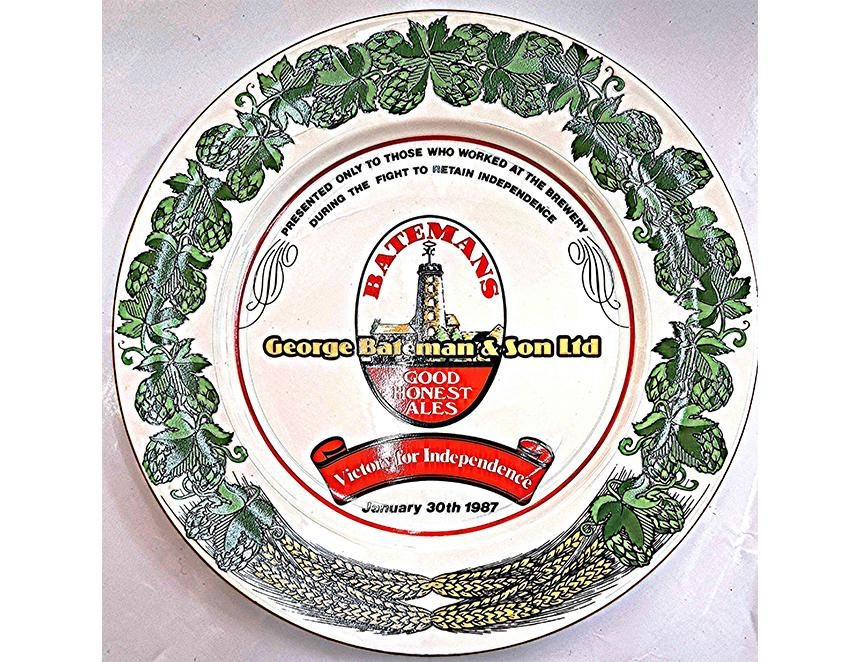 PRESENTED ONLY TO THOSE WHO WORKED AT THE BREWERY
DURING THE FIGHT TO RETAIN INDEPENDENCE
BATEMANS
George Bateman & Son Ltd
GOOD
HONEST
ALES
Victory for Independence
January 30th 1987